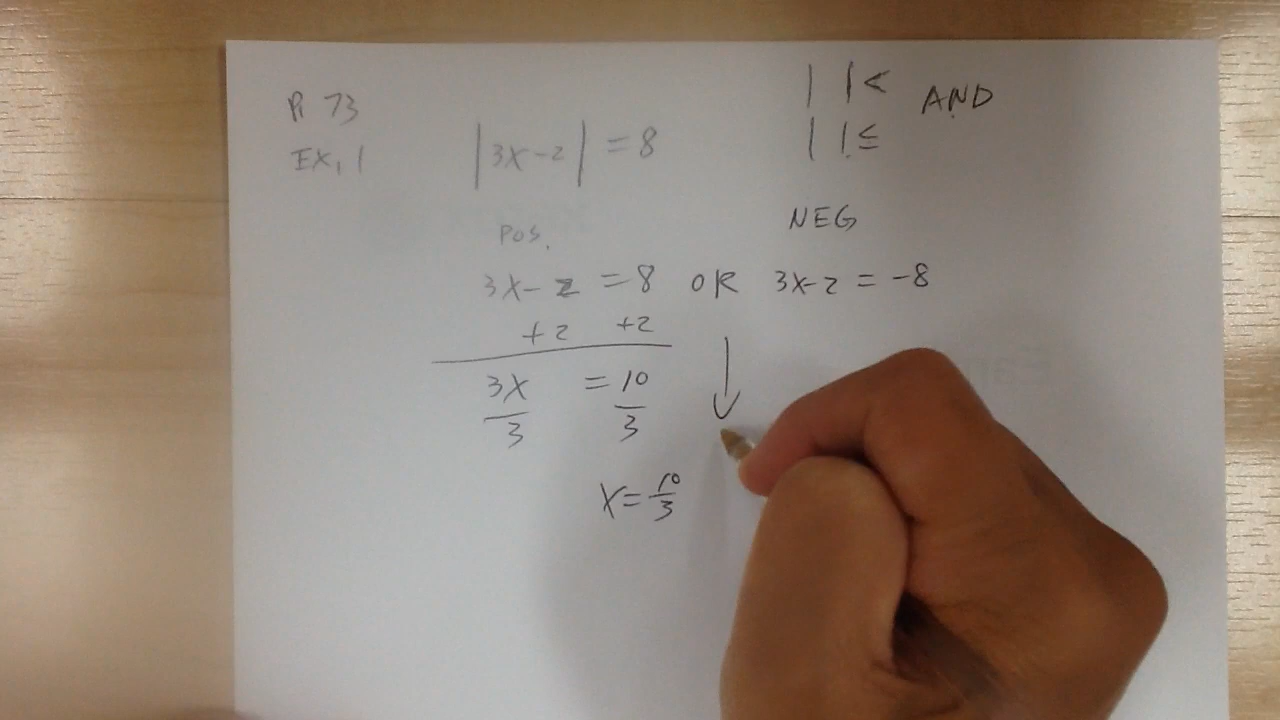 P. 73
Ex. 1
|3x-2| = 8
| | < AND
| | ≤
POS.
NEG
3x-2 = 8 OR 3x-2 = -8
+2 +2
3x = 10
3 3
x = 10/3